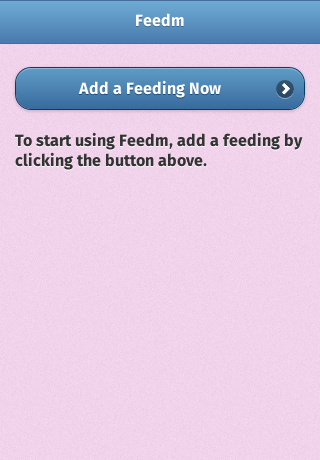 Feedm
Add a Feeding Now
To start using Feedm, add a feeding by
clicking the button above.